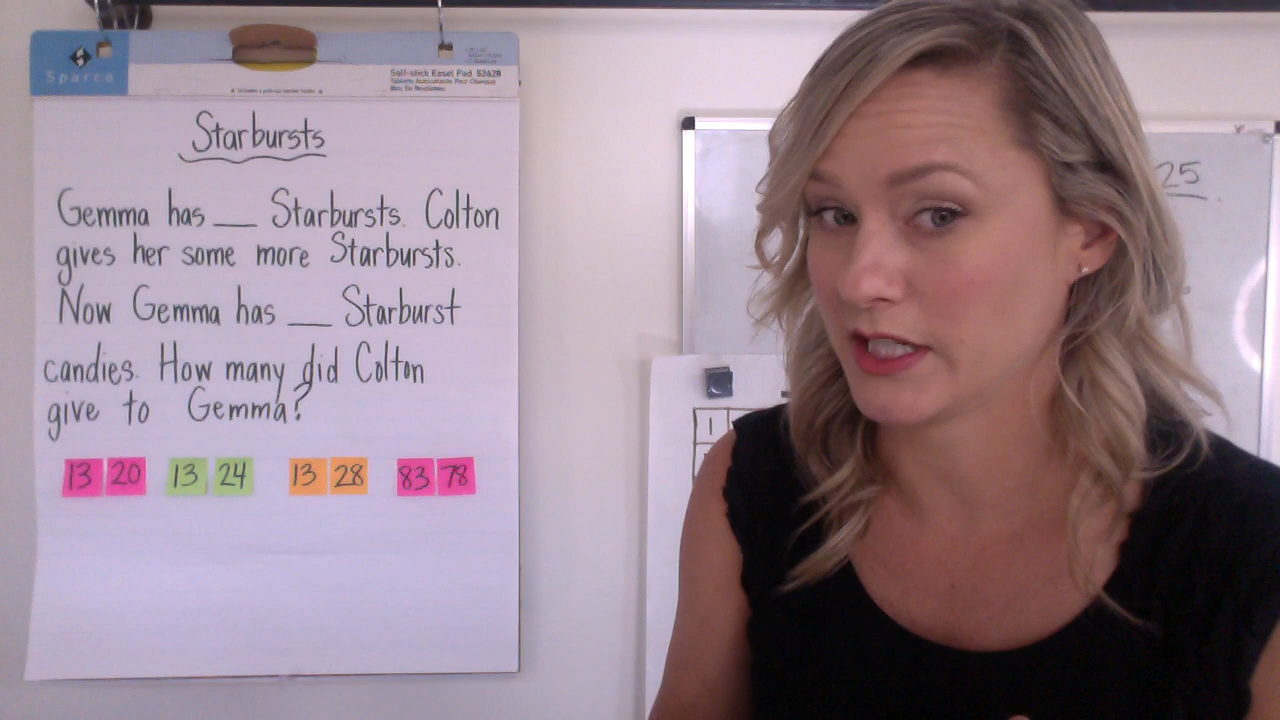 Sparco
Self-stick Easel Pad 52628
Starbursts
Gemma has ___ Starbursts. Colton
gives her some more Starbursts.
Now Gemma has ___ Starburst
candies. How many did Colton
give to Gemma?
13 20 13 24 13 28 83 78
25
1